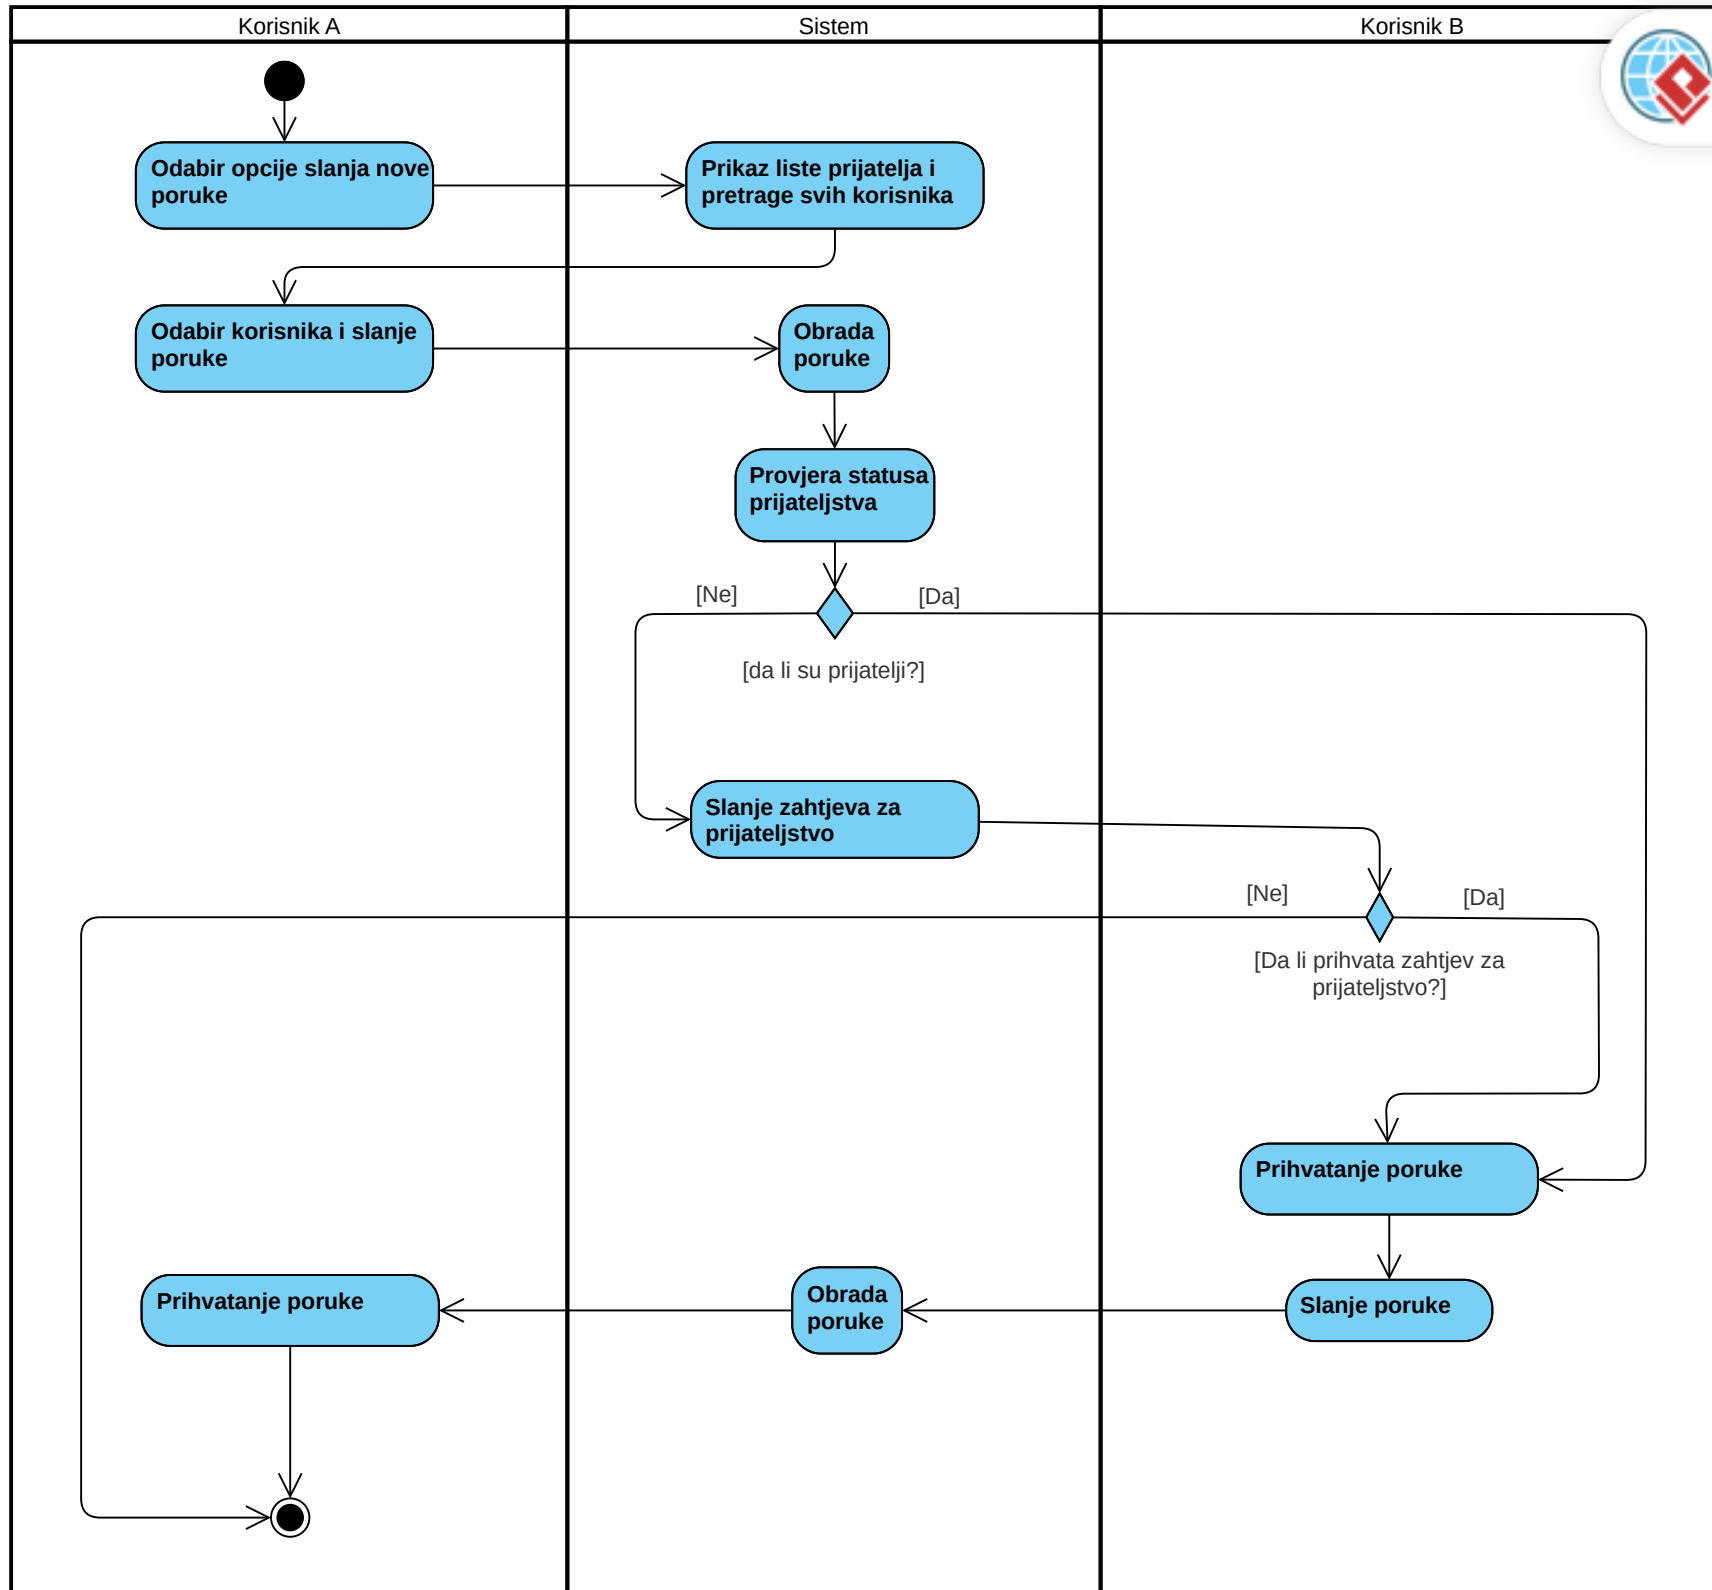 Korisnik A
Sistem
Korisnik B
Odabir opcije slanja nove
poruke
Prikaz liste prijatelja i
pretrage svih korisnika
Odabir korisnika i slanje
poruke
Obrada
poruke
Provjera statusa
prijateljstva
[Ne]
[Da]
[da li su prijatelji?]
Slanje zahtjeva za
prijateljstvo
[Ne]
[Da]
[Da li prihvata zahtjev za
prijateljstvo?]
Prihvatanje poruke
Prihvatanje poruke
Obrada
poruke
Slanje poruke